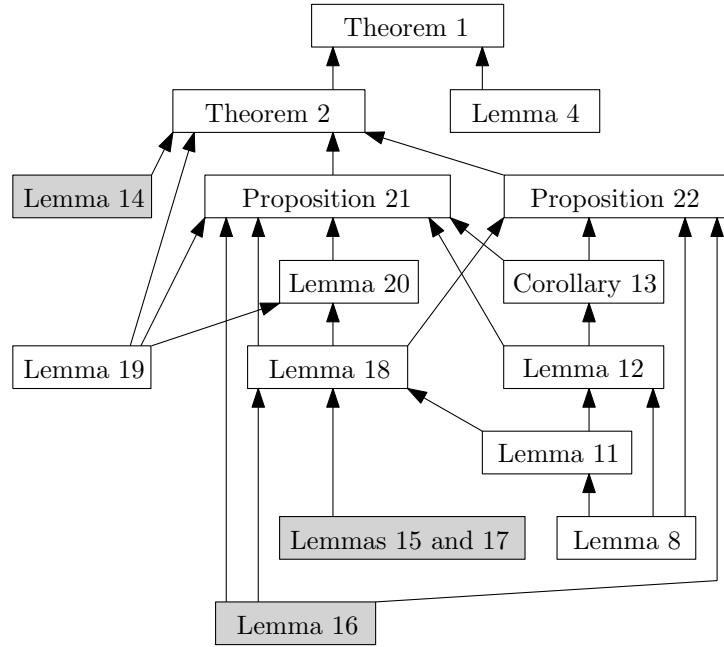 Theorem 1
Theorem 2
Lemma 4
Lemma 14
Proposition 21
Proposition 22
Lemma 20
Corollary 13
Lemma 19
Lemma 18
Lemma 12
Lemma 11
Lemmas 15 and 17
Lemma 8
Lemma 16